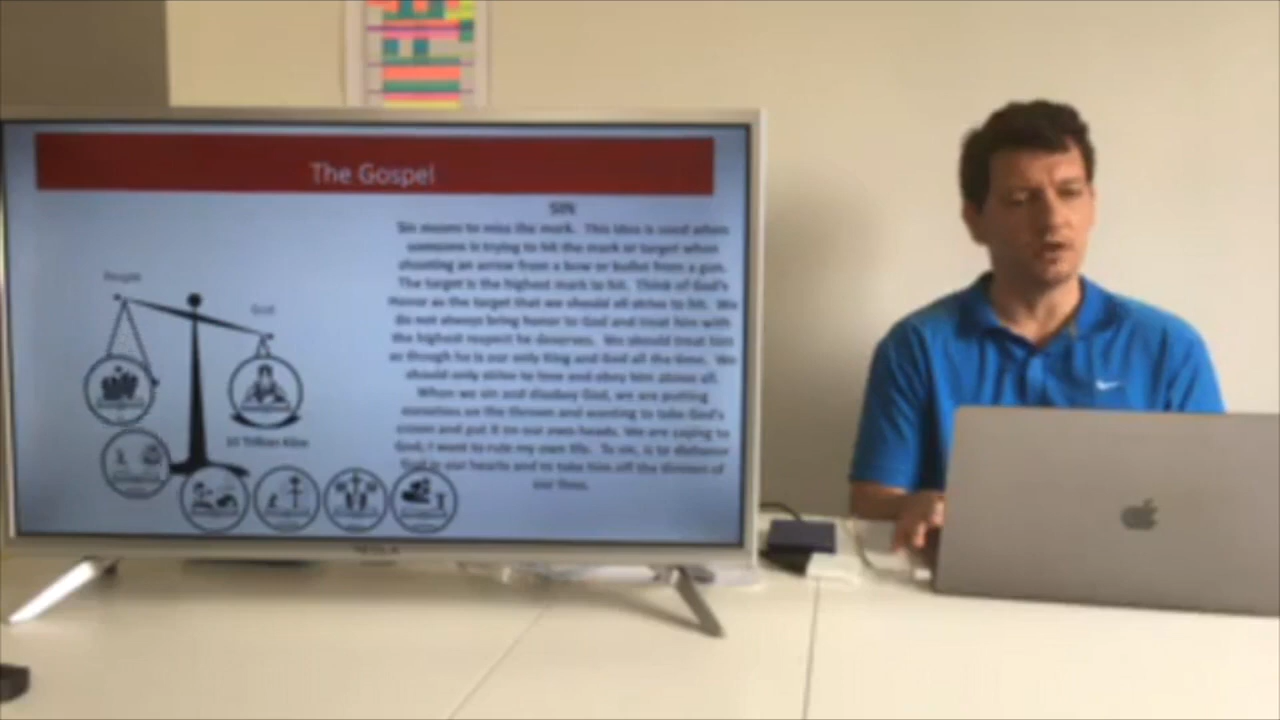 The Gospel
SIN
Sin means to miss the mark. This idea is used when
someone is trying to hit the mark or target when
shooting an arrow from a bow or bullet from a gun.
The target is the highest mark to hit. Think of God's
Honor as the target that we should all strive to hit. We
do not always bring honor to God and treat him with
the highest respect he deserves. We should treat him
as though he is our only King and God all the time. We
should only strive to love and obey him above all.
When we sin and disobey God, we are putting
ourselves on the thrown and wanting to take God's
crown and put it on our own heads. We are saying to
God, I want to rule my own life. To sin, is to
God in our hearts and to take him off the thrown of
our lives.
People
God
10 Trillion Kilos
TESLA